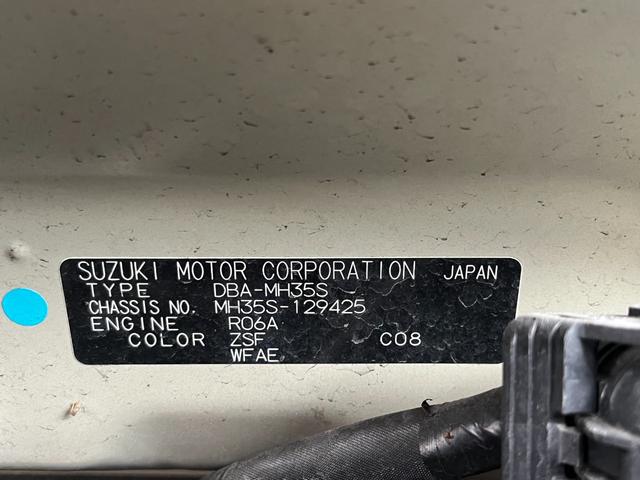 SUZUKI MOTOR CORPORATION JAPAN
TYPE DBA-MH35S
CHASSIS NO. MH35S-129425
ENGINE R06A
COLOR ZSF C08
WFAE